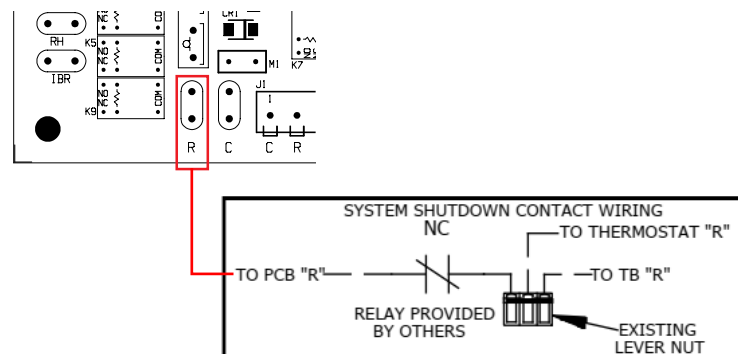 CR1
NO
NC
COM
RH
K5
NO
NC
COM
IBR
M1
K7
K9
NO
NC
COM
J1
1
R C C R
SYSTEM SHUTDOWN CONTACT WIRING
NC
TO THERMOSTAT "R"
TO PCB "R"
TO TB "R"
RELAY PROVIDED
BY OTHERS
EXISTING
LEVER NUT